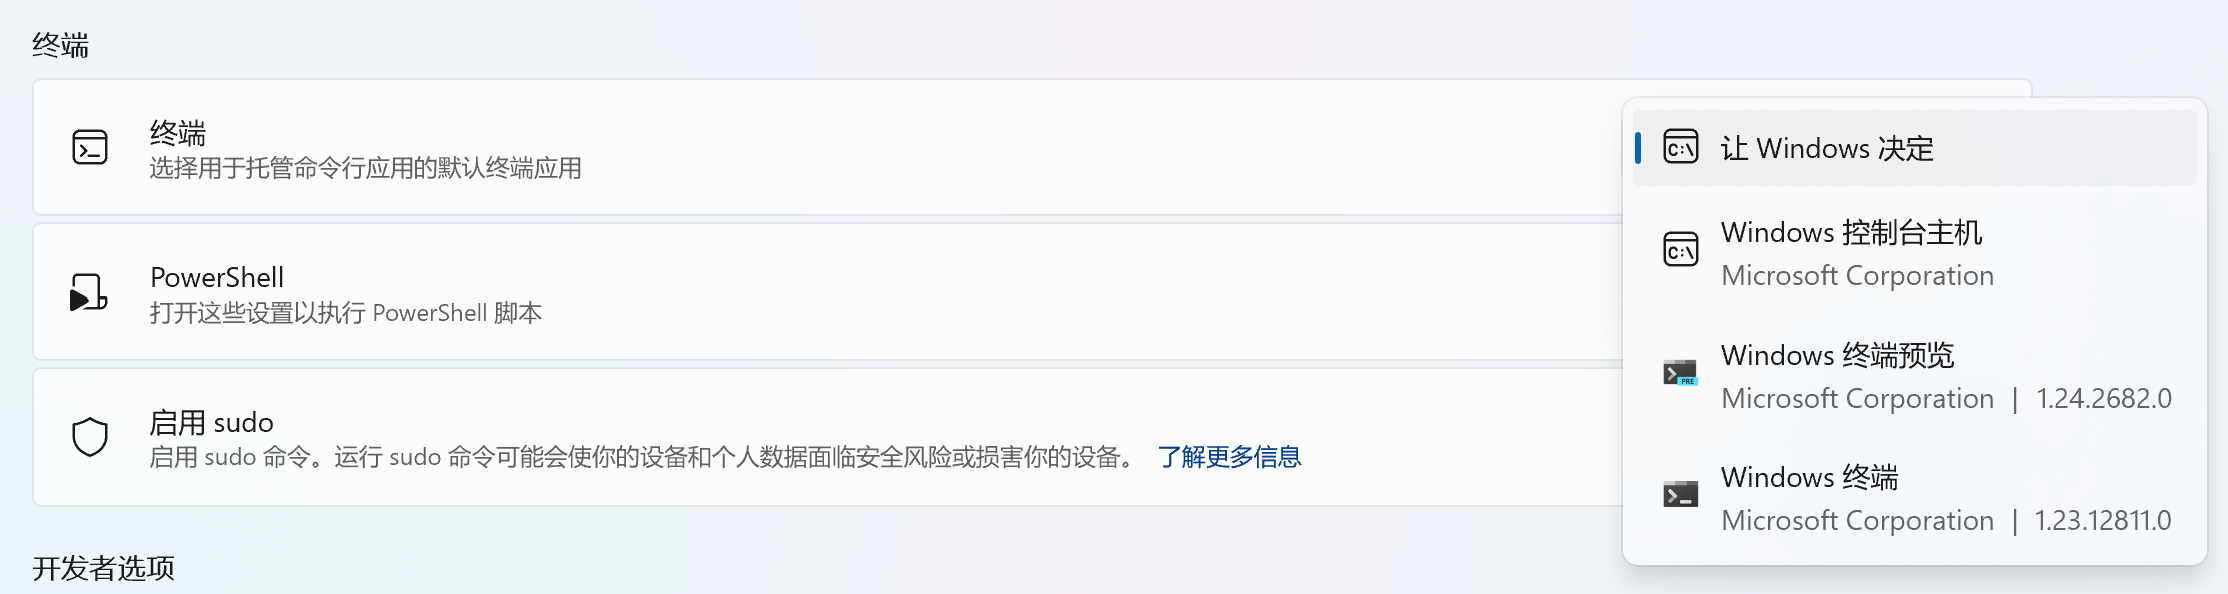 终端
终端
选择用于托管命令行应用的默认终端应用
PowerShell
打开这些设置以执行 PowerShell 脚本
启用 sudo
启用 sudo 命令。运行 sudo 命令可能会使你的设备和个人数据面临安全风险或损害你的设备。 了解更多信息
开发者选项
C:\ 让 Windows 决定
C:\ Windows 控制台主机
Microsoft Corporation
Windows 终端预览
PRE
Microsoft Corporation | 1.24.2682.0
Windows 终端
Microsoft Corporation | 1.23.12811.0